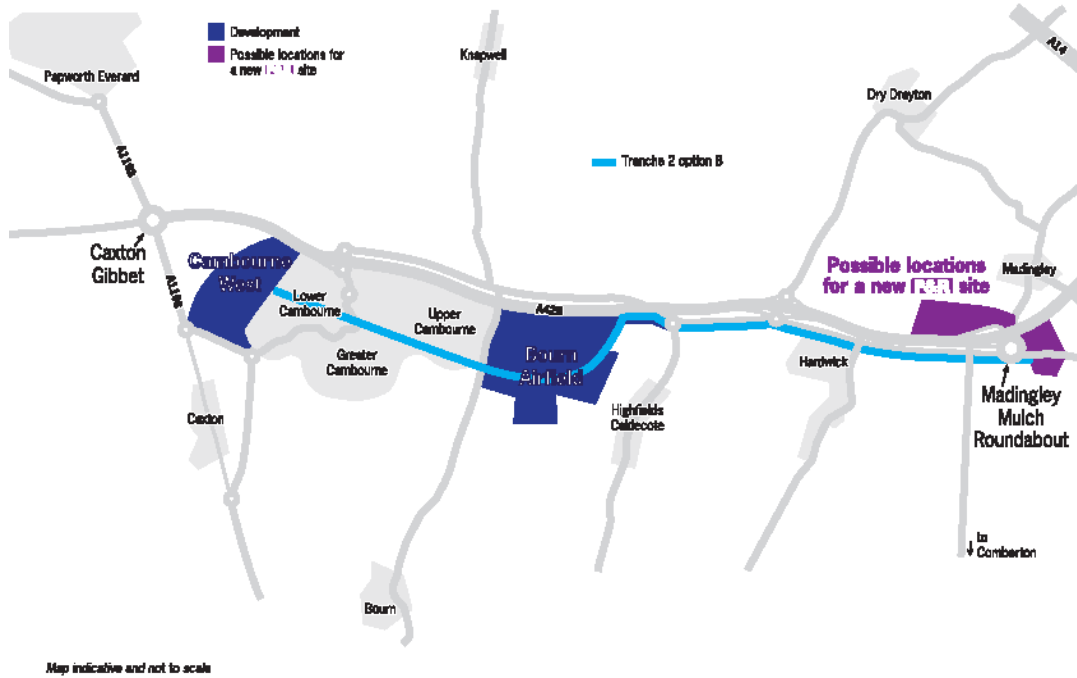 Development
Possible locations for
a new P&R site
Knapwell
A14
Papworth Everard
Dry Drayton
A1198
Tranche 2 option B
Caxton
Gibbet
Cambourne
West
A1198
Possible locations
for a new P&R site
Madingley
Lower
Cambourne
Upper
Cambourne
A428
Greater
Cambourne
Bourn
Airfield
Hardwick
Caxton
Highfields
Caldecote
Madingley
Mulch
Roundabout
to
Comberton
Bourn
Map indicative and not to scale